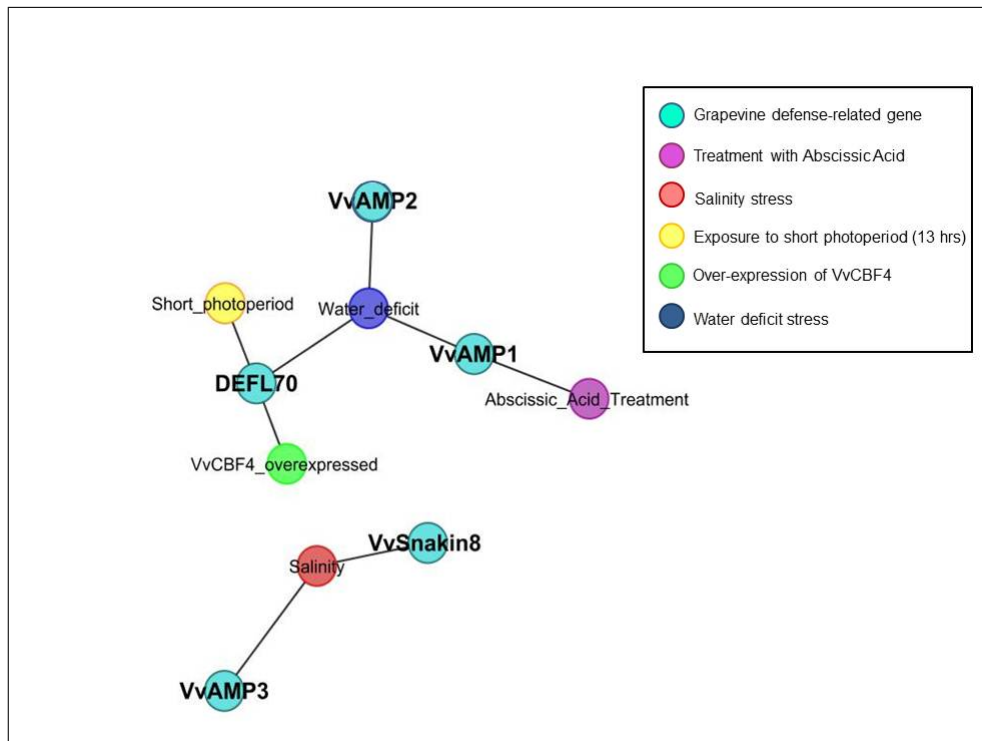 Grapevine defense-related gene
Treatment with Abscissic Acid
Salinity stress
Exposure to short photoperiod (13 hrs)
Over-expression of VvCBF4
Water deficit stress
VvAMP2
Short_photoperiod
Water_deficit
VvAMP1
DEFL70
Abscissic_Acid_Treatment
VvCBF4_overexpressed
VvSnakin8
Salinity
VvAMP3